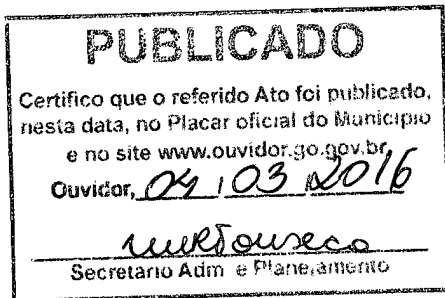 PUBLICADO
Certifico que o referido Ato foi publicado,
nesta data, no Placar oficial do Município
e no site www.ouvidor.go.gov.br
Ouvidor, 04 / 03 / 2016
Secretário Adm e Planejamento